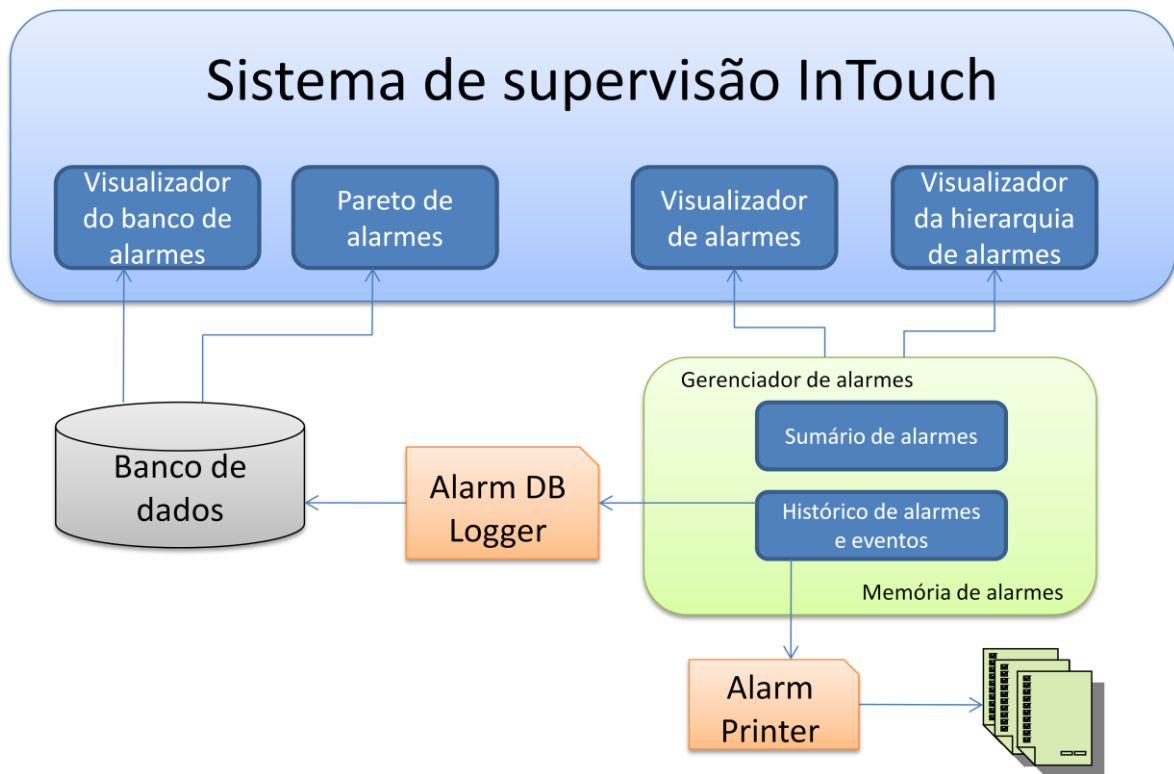 Sistema de supervisão InTouch
Visualizador
do banco de
alarmes
Pareto de
alarmes
Visualizador
de alarmes
Visualizador
da hierarquia
de alarmes
Gerenciador de alarmes
Sumário de alarmes
Banco de
dados
Alarm DB
Logger
Histórico de alarmes
e eventos
Memória de alarmes
Alarm
Printer